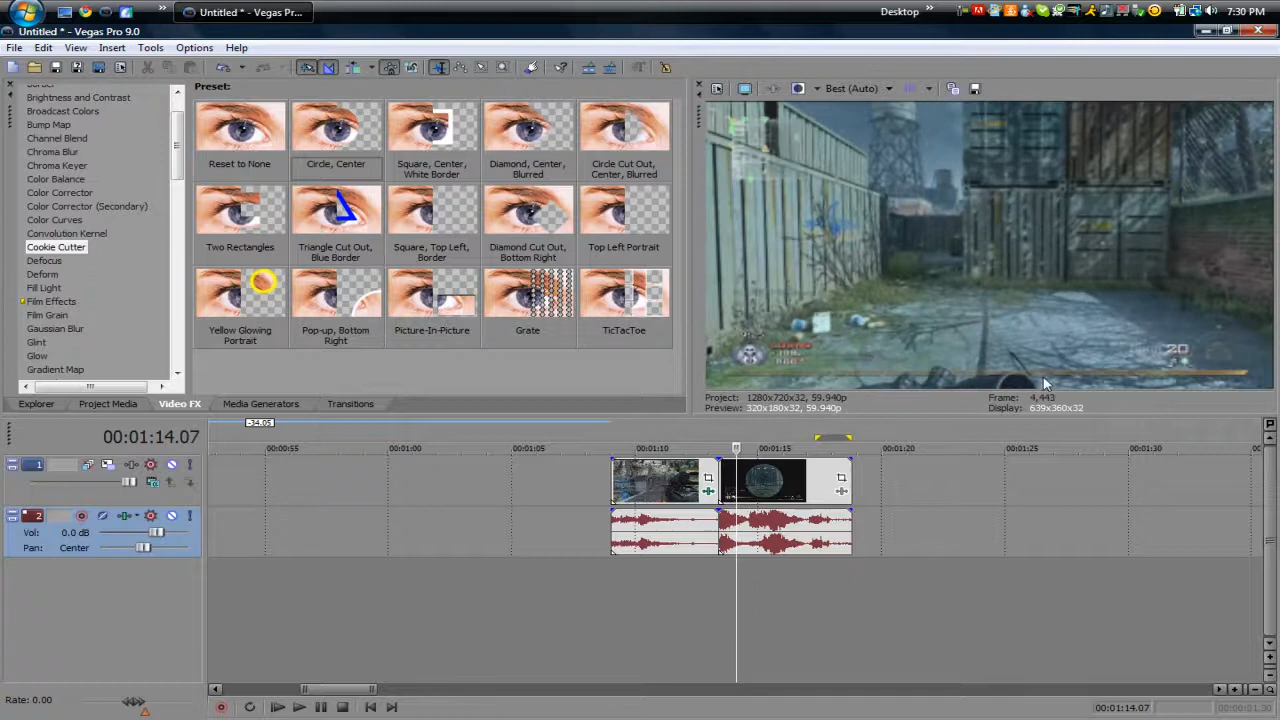 Untitled * - Vegas Pr...
Desktop
7:30 PM
Untitled * - Vegas Pro 9.0
File Edit View Insert Tools Options Help
Preset:
Brightness and Contrast
Broadcast Colors
Bump Map
Channel Blend
Chroma Blur
Chroma Keyer
Color Balance
Color Corrector
Color Corrector (Secondary)
Color Curves
Convolution Kernel
Cookie Cutter
Defocus
Deform
Fill Light
Film Effects
Film Grain
Gaussian Blur
Glint
Glow
Gradient Map
Reset to None
Circle, Center
Square, Center,
White Border
Diamond, Center,
Blurred
Circle Cut Out,
Center, Blurred
Two Rectangles
Triangle Cut Out,
Blue Border
Square, Top Left,
Border
Diamond Cut Out,
Bottom Right
Top Left Portrait
Yellow Glowing
Portrait
Pop-up, Bottom
Right
Picture-In-Picture
Grate
TicTacToe
Best (Auto)
20
Project: 1280x720x32, 59.940p
Preview: 320x180x32, 59.940p
Frame: 4,443
Display: 639x360x32
Explorer Project Media Video FX Media Generators Transitions
-34.05
00:01:14.07
00:00:55 00:01:00 00:01:05 00:01:10 00:01:15 00:01:20 00:01:25 00:01:30
1
2
Vol: 0.0 dB
Pan: Center
Rate: 0.00
00:01:14.07
00:00:01.30